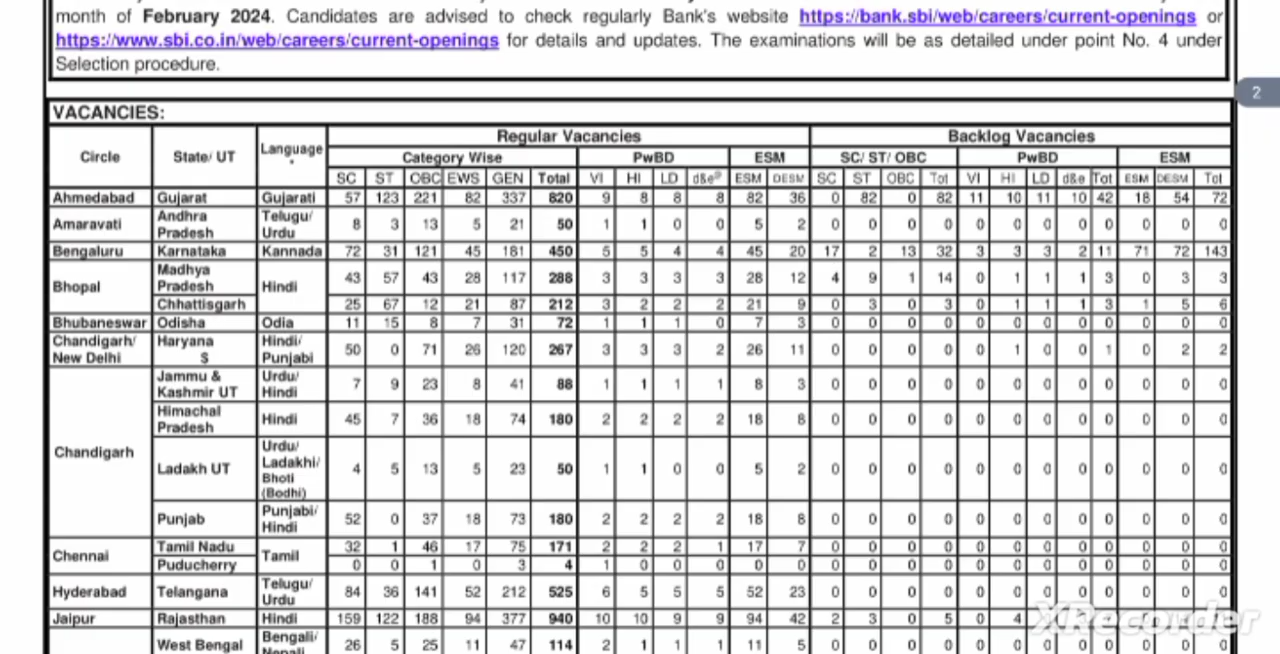 month of February 2024. Candidates are advised to check regularly Bank's website https://bank.sbi/web/careers/current-openings or
https://www.sbi.co.in/web/careers/current-openings for details and updates. The examinations will be as detailed under point No. 4 under
Selection procedure.
2
VACANCIES:
Circle State/ UT Language * Regular Vacancies Backlog Vacancies
Category Wise PwBD ESM SC/ ST/ OBC PwBD ESM
SC ST OBC EWS GEN Total VI HI LD d&e@ ESM DESM SC ST OBC Tot VI HI LD d&e Tot ESM DESM Tot
Ahmedabad Gujarat Gujarati 57 123 221 82 337 820 9 8 8 8 82 36 0 82 0 82 11 10 11 10 42 18 54 72
Amaravati Andhra Pradesh Telugu/ Urdu 8 3 13 5 21 50 1 1 0 0 5 2 0 0 0 0 0 0 0 0 0 0 0 0
Bengaluru Karnataka Kannada 72 31 121 45 181 450 5 5 4 4 45 20 17 2 13 32 3 3 3 2 11 71 72 143
Bhopal Madhya Pradesh Hindi 43 57 43 28 117 288 3 3 3 3 28 12 4 9 1 14 0 1 1 1 3 0 3 3
Chhattisgarh 25 67 12 21 87 212 3 2 2 2 21 9 0 3 0 3 0 1 1 1 3 1 5 6
Bhubaneswar Odisha Odia 11 15 8 7 31 72 1 1 1 0 7 3 0 0 0 0 0 0 0 0 0 0 0 0
Chandigarh/ New Delhi Haryana $ Hindi/ Punjabi 50 0 71 26 120 267 3 3 3 2 26 11 0 0 0 0 0 1 0 0 1 0 2 2
Chandigarh Jammu & Kashmir UT Urdu/ Hindi 7 9 23 8 41 88 1 1 1 1 8 3 0 0 0 0 0 0 0 0 0 0 0 0
Himachal Pradesh Hindi 45 7 36 18 74 180 2 2 2 2 18 8 0 0 0 0 0 0 0 0 0 0 0 0
Ladakh UT Urdu/ Ladakhi/ Bhoti (Bodhi) 4 5 13 5 23 50 1 1 0 0 5 2 0 0 0 0 0 0 0 0 0 0 0 0
Punjab Punjabi/ Hindi 52 0 37 18 73 180 2 2 2 2 18 8 0 0 0 0 0 0 0 0 0 0 0 0
Chennai Tamil Nadu Tamil 32 1 46 17 75 171 2 2 2 1 17 7 0 0 0 0 0 0 0 0 0 0 0 0
Puducherry 0 0 1 0 3 4 1 0 0 0 0 0 0 0 0 0 0 0 0 0 0 0 0 0
Hyderabad Telangana Telugu/ Urdu 84 36 141 52 212 525 6 5 5 5 52 23 0 0 0 0 0 0 0 0 0 0 0 0
Jaipur Rajasthan Hindi 159 122 188 94 377 940 10 10 9 9 94 42 2 3 0 5 0 4
West Bengal Bengali/ Nepali 26 5 25 11 47 114 2 1 1 1 11 5 0 0 0 0 0 0 0 0 0 0 0 0
XRecorder